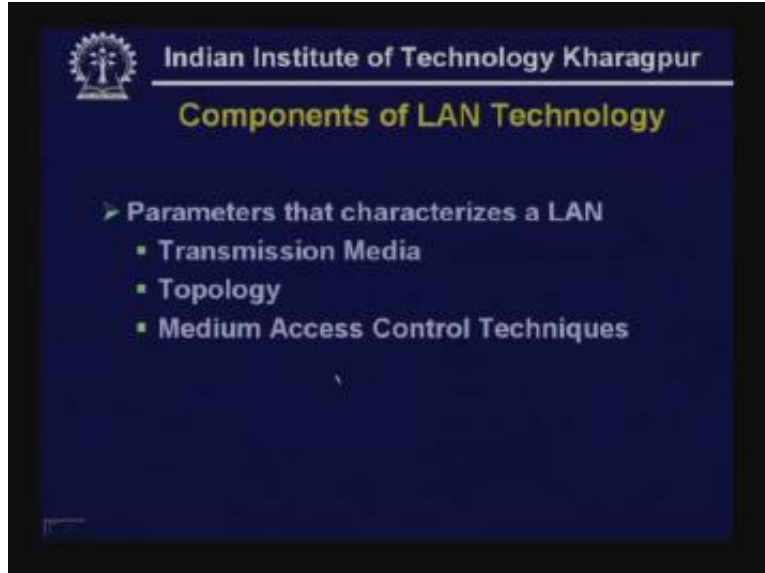 Indian Institute of Technology Kharagpur
Components of LAN Technology
➢ Parameters that characterizes a LAN
▪ Transmission Media
▪ Topology
▪ Medium Access Control Techniques